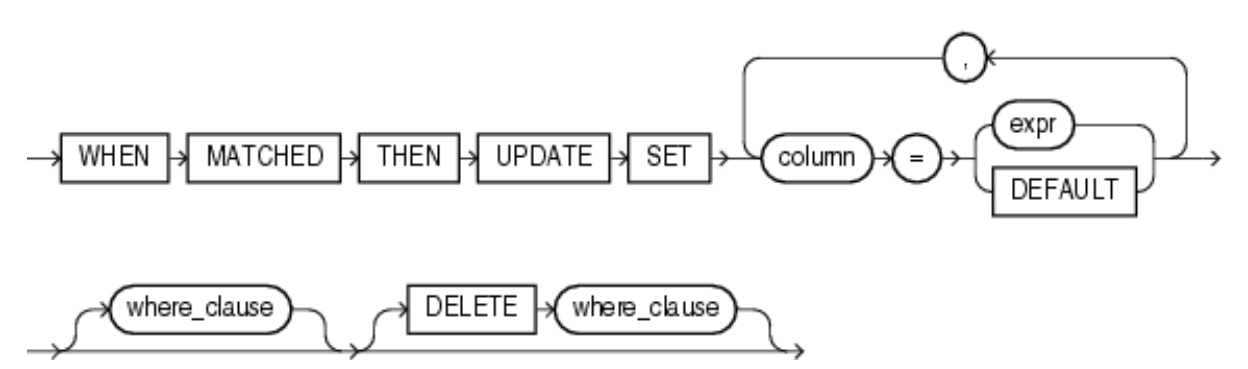 ,
expr
WHEN MATCHED THEN UPDATE SET column =
DEFAULT
where_clause DELETE where_clause